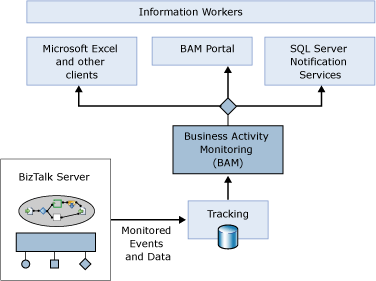 Information Workers
Microsoft Excel
and other
clients
BAM Portal
SQL Server
Notification
Services
Business Activity
Monitoring
(BAM)
BizTalk Server
Tracking
Monitored
Events
and Data